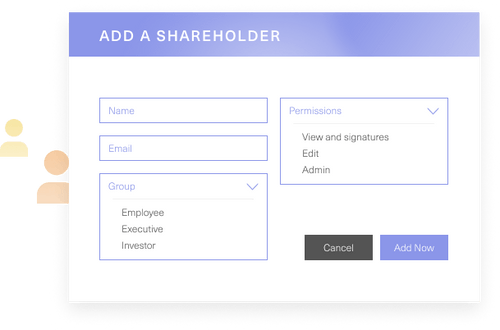 ADD A SHAREHOLDER
Name
Email
Group
Employee
Executive
Investor
Permissions
View and signatures
Edit
Admin
Cancel
Add Now